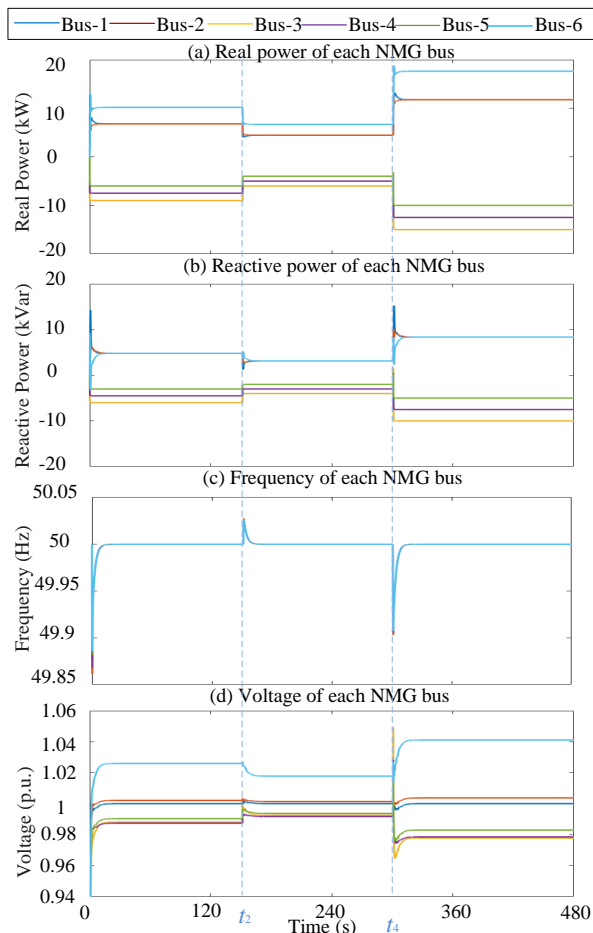 Bus-1 Bus-2 Bus-3 Bus-4 Bus-5 Bus-6
(a) Real power of each NMG bus
Real Power (kW)
20
10
0
-10
-20
(b) Reactive power of each NMG bus
Reactive Power (kVar)
20
10
0
-10
-20
(c) Frequency of each NMG bus
Frequency (Hz)
50.05
50
49.95
49.9
49.85
(d) Voltage of each NMG bus
Voltage (p.u.)
1.06
1.04
1.02
1
0.98
0.96
0.94
0 120 240 360 480
t2 Time (s) t4